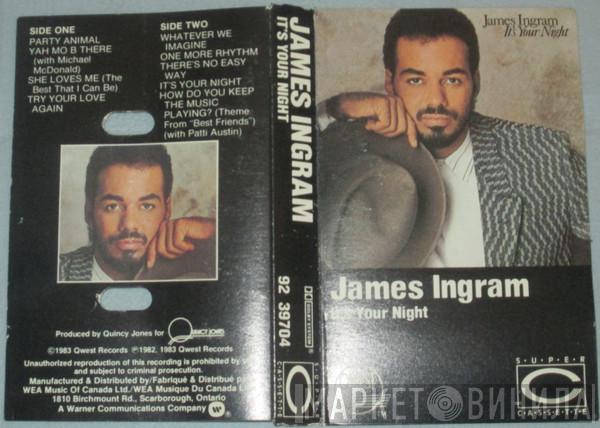 SIDE ONE
PARTY ANIMAL
YAH MO B THERE
(with Michael
McDonald)
SHE LOVES ME (The
Best That I Can Be)
TRY YOUR LOVE
AGAIN
SIDE TWO
WHATEVER WE
IMAGINE
ONE MORE RHYTHM
THERE'S NO EASY
WAY
IT'S YOUR NIGHT
HOW DO YOU KEEP
THE MUSIC
PLAYING? (Theme
From "Best Friends")
(with Patti Austin)
Produced by Quincy Jones for
QUINCY JONES
©1983 Qwest Records ℗1982, 1983 Qwest Records
Unauthorized reproduction of this recording is prohibited by
and subject to criminal prosecution.
Manufactured & Distributed by/Fabriqué & Distribué p
WEA Music Of Canada Ltd./WEA Musique Du Canada L
1810 Birchmount Rd., Scarborough, Ontario
A Warner Communications Company
JAMES INGRAM
IT'S YOUR NIGHT
DOLBY SYSTEM
92 39704
SUPER
CASSETTE
James Ingram
It's Your Night
James Ingram
It's Your Night
SUPER
CASSETTE
МАРКЕТ ВИНИЛА